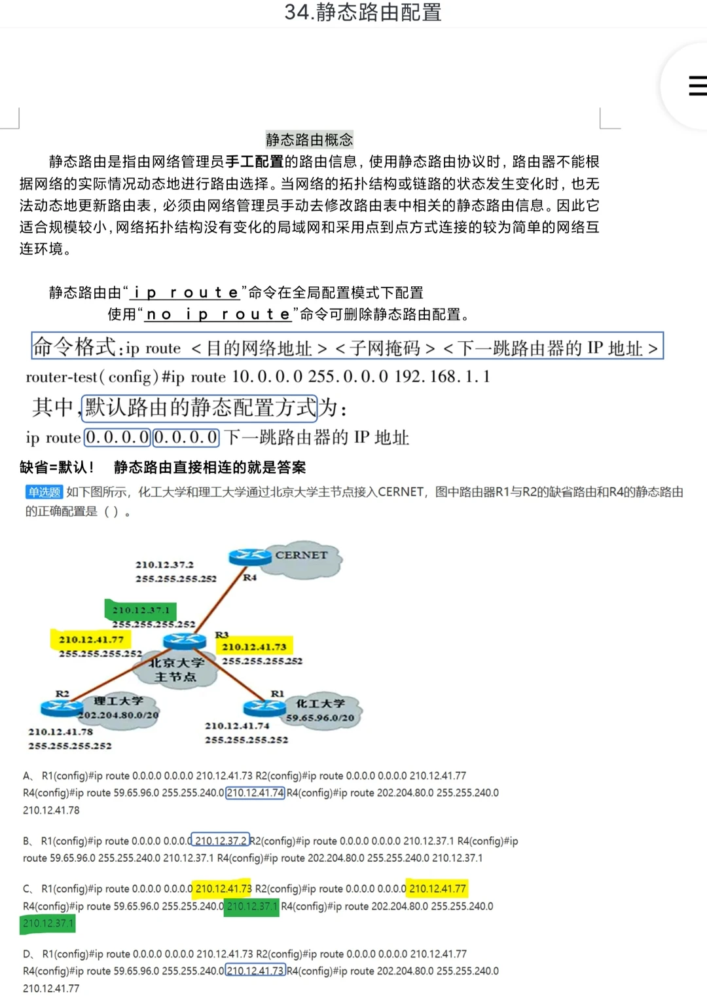 34.静态路由配置
静态路由概念
静态路由是指由网络管理员手工配置的路由信息，使用静态路由协议时，路由器不能根
据网络的实际情况动态地进行路由选择。当网络的拓扑结构或链路的状态发生变化时，也无
法动态地更新路由表，必须由网络管理员手动去修改路由表中相关的静态路由信息。因此它
适合规模较小，网络拓扑结构没有变化的局域网和采用点到点方式连接的较为简单的网络互
连环境。
静态路由由“ip route”命令在全局配置模式下配置
使用“no ip route”命令可删除静态路由配置。
命令格式:ip route <目的网络地址> <子网掩码> <下一跳路由器的 IP 地址>
router-test(config)#ip route 10.0.0.0 255.0.0.0 192.168.1.1
其中,默认路由的静态配置方式为:
ip route 0.0.0.0 0.0.0.0 下一跳路由器的 IP 地址
缺省=默认！ 静态路由直接相连的就是答案
单选题 如下图所示，化工大学和理工大学通过北京大学主节点接入CERNET，图中路由器R1与R2的缺省路由和R4的静态路由
的正确配置是（ ）。
CERNET
210.12.37.2
255.255.255.252
R4
210.12.37.1
255.255.255.252
R3
210.12.41.77
255.255.255.252
210.12.41.73
255.255.255.252
北京大学
主节点
R2
理工大学
202.204.80.0/20
R1
化工大学
59.65.96.0/20
210.12.41.78
255.255.255.252
210.12.41.74
255.255.255.252
A、 R1(config)#ip route 0.0.0.0 0.0.0.0 210.12.41.73 R2(config)#ip route 0.0.0.0 0.0.0.0 210.12.41.77
R4(config)#ip route 59.65.96.0 255.255.240.0 210.12.41.74 R4(config)#ip route 202.204.80.0 255.255.240.0
210.12.41.78
B、 R1(config)#ip route 0.0.0.0 0.0.0.0 210.12.37.2 R2(config)#ip route 0.0.0.0 0.0.0.0 210.12.37.1 R4(config)#ip
route 59.65.96.0 255.255.240.0 210.12.37.1 R4(config)#ip route 202.204.80.0 255.255.240.0 210.12.37.1
C、 R1(config)#ip route 0.0.0.0 0.0.0.0 210.12.41.73 R2(config)#ip route 0.0.0.0 0.0.0.0 210.12.41.77
R4(config)#ip route 59.65.96.0 255.255.240.0 210.12.37.1 R4(config)#ip route 202.204.80.0 255.255.240.0
210.12.37.1
D、 R1(config)#ip route 0.0.0.0 0.0.0.0 210.12.41.73 R2(config)#ip route 0.0.0.0 0.0.0.0 210.12.41.77
R4(config)#ip route 59.65.96.0 255.255.240.0 210.12.41.73 R4(config)#ip route 202.204.80.0 255.255.240.0
210.12.41.77